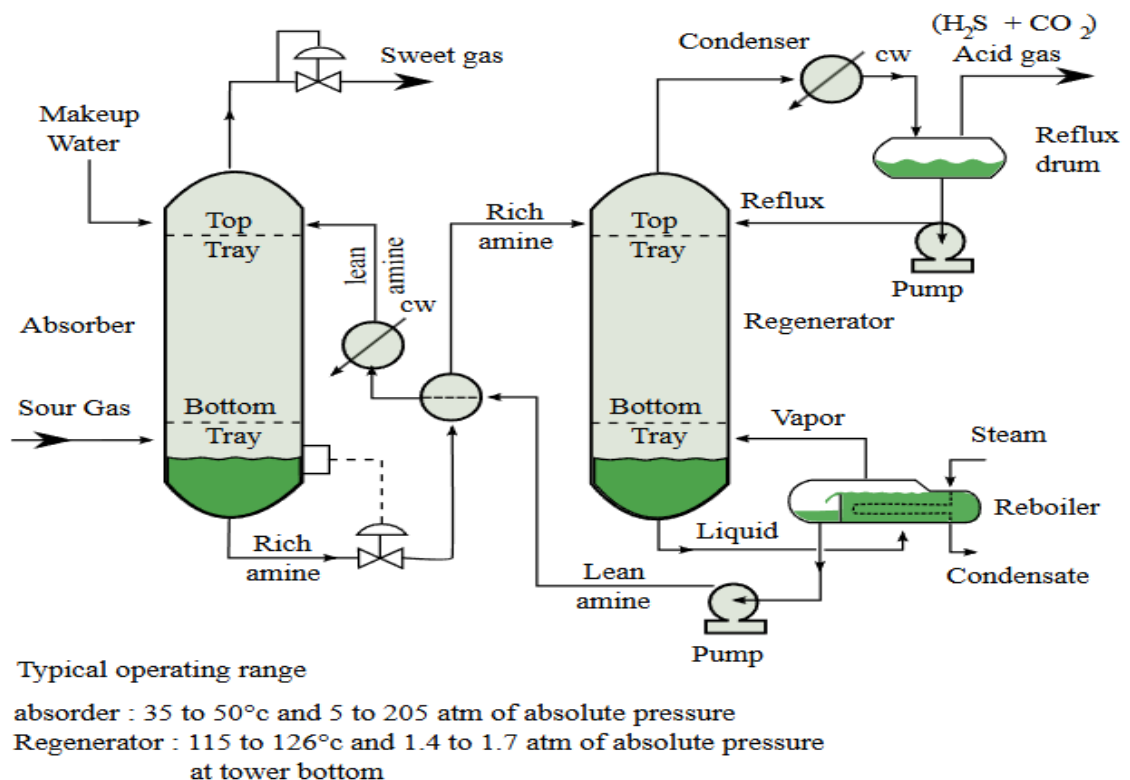 (H2S + CO 2)
Acid gas
Condenser
cw
Sweet gas
Makeup
Water
Reflux
drum
Top
Tray
lean
amine
Rich
amine
Reflux
Top
Tray
Pump
cw
Absorber
Regenerator
Sour Gas
Bottom
Tray
Bottom
Tray
Vapor
Steam
Reboiler
Rich
amine
Liquid
Lean
amine
Condensate
Pump
Typical operating range
absorder : 35 to 50°c and 5 to 205 atm of absolute pressure
Regenerator : 115 to 126°c and 1.4 to 1.7 atm of absolute pressure
at tower bottom